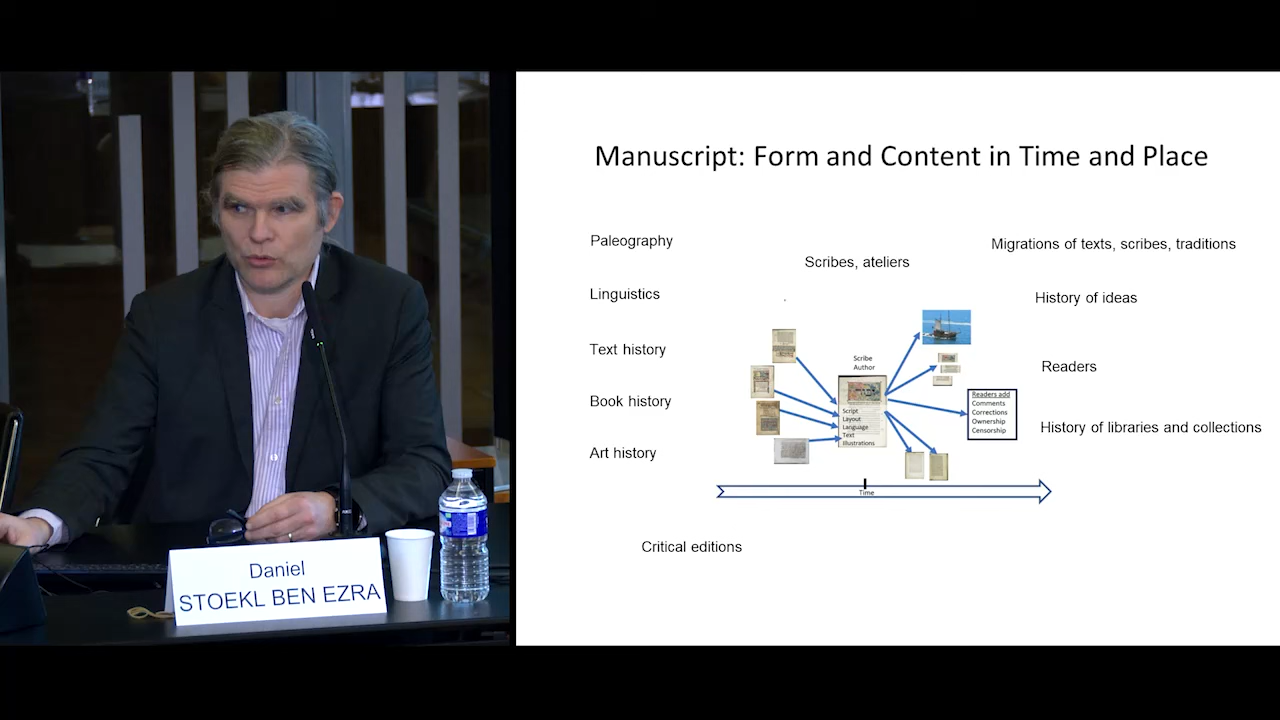 Manuscript: Form and Content in Time and Place
Paleography
Scribes, ateliers
Migrations of texts, scribes, traditions
Linguistics
History of ideas
Text history
Readers
Book history
History of libraries and collections
Art history
Scribe
Author
Script
Layout
Language
Text
Illustrations
Readers add
Comments
Corrections
Ownership
Censorship
Time
Critical editions
Daniel
STOEKL BEN EZRA